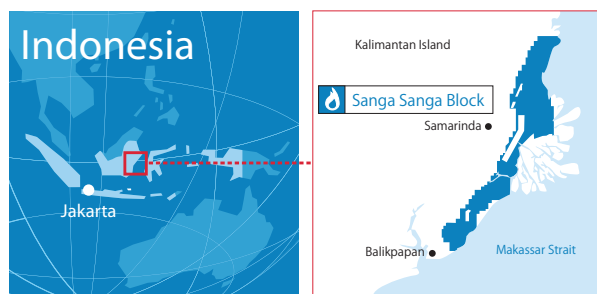 Indonesia
Jakarta
Kalimantan Island
Sanga Sanga Block
Samarinda
Balikpapan
Makassar Strait